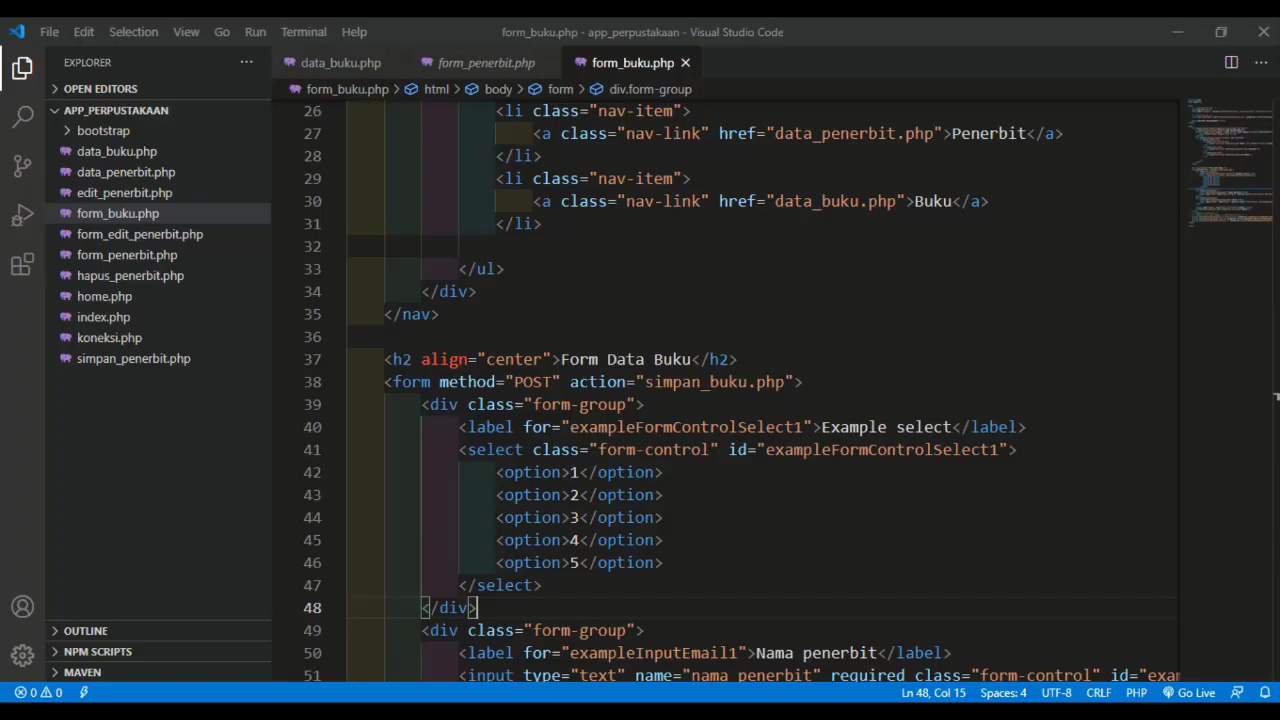 File Edit Selection View Go Run Terminal Help
form_buku.php - app_perpustakaan - Visual Studio Code
EXPLORER
OPEN EDITORS
APP_PERPUSTAKAAN
bootstrap
data_buku.php
data_penerbit.php
edit_penerbit.php
form_buku.php
form_edit_penerbit.php
form_penerbit.php
hapus_penerbit.php
home.php
index.php
koneksi.php
simpan_penerbit.php
OUTLINE
NPM SCRIPTS
MAVEN
data_buku.php form_penerbit.php form_buku.php
form_buku.php > html > body > form > div.form-group
26 <li class="nav-item">
27 <a class="nav-link" href="data_penerbit.php">Penerbit</a>
28 </li>
29 <li class="nav-item">
30 <a class="nav-link" href="data_buku.php">Buku</a>
31 </li>
32
33 </ul>
34 </div>
35 </nav>
36
37 <h2 align="center">Form Data Buku</h2>
38 <form method="POST" action="simpan_buku.php">
39 <div class="form-group">
40 <label for="exampleFormControlSelect1">Example select</label>
41 <select class="form-control" id="exampleFormControlSelect1">
42 <option>1</option>
43 <option>2</option>
44 <option>3</option>
45 <option>4</option>
46 <option>5</option>
47 </select>
48 </div>
49 <div class="form-group">
50 <label for="exampleInputEmail1">Nama penerbit</label>
51 <input type="text" name="nama_penerbit" required class="form-control" id="exam
0 0 Ln 48, Col 15 Spaces: 4 UTF-8 CRLF PHP Go Live